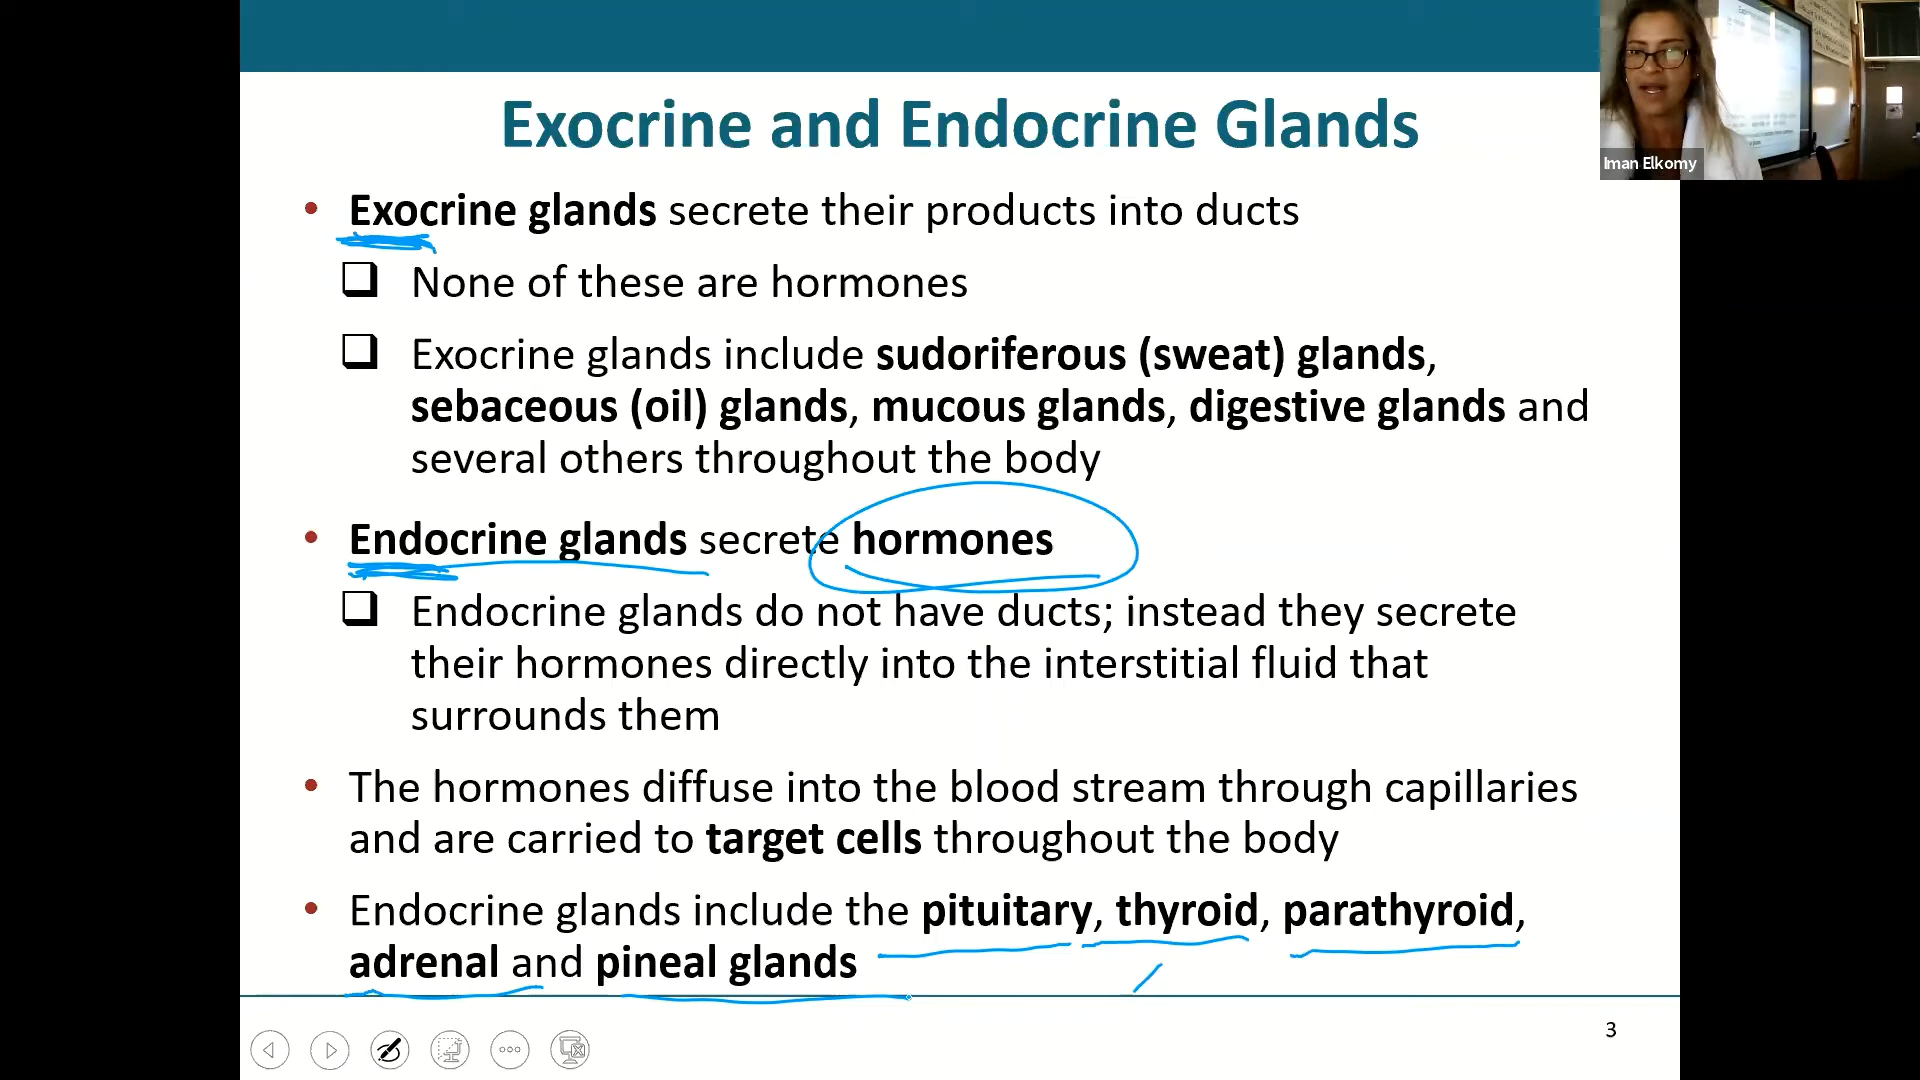 Exocrine and Endocrine Glands
Iman Elkomy
• Exocrine glands secrete their products into ducts
❑ None of these are hormones
❑ Exocrine glands include sudoriferous (sweat) glands,
sebaceous (oil) glands, mucous glands, digestive glands and
several others throughout the body
• Endocrine glands secrete hormones
❑ Endocrine glands do not have ducts; instead they secrete
their hormones directly into the interstitial fluid that
surrounds them
• The hormones diffuse into the blood stream through capillaries
and are carried to target cells throughout the body
• Endocrine glands include the pituitary, thyroid, parathyroid,
adrenal and pineal glands
3